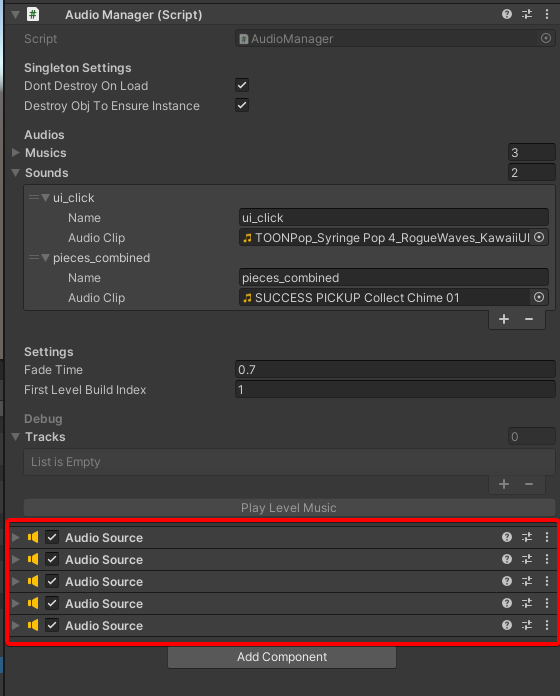 Audio Manager (Script)
Script AudioManager
Singleton Settings
Dont Destroy On Load
Destroy Obj To Ensure Instance
Audios
Musics 3
Sounds 2
ui_click
Name ui_click
Audio Clip TOONPop_Syringe Pop 4_RogueWaves_KawaiiUI
pieces_combined
Name pieces_combined
Audio Clip SUCCESS PICKUP Collect Chime 01
Settings
Fade Time 0.7
First Level Build Index 1
Debug
Tracks 0
List is Empty
Play Level Music
Audio Source
Audio Source
Audio Source
Audio Source
Audio Source
Add Component